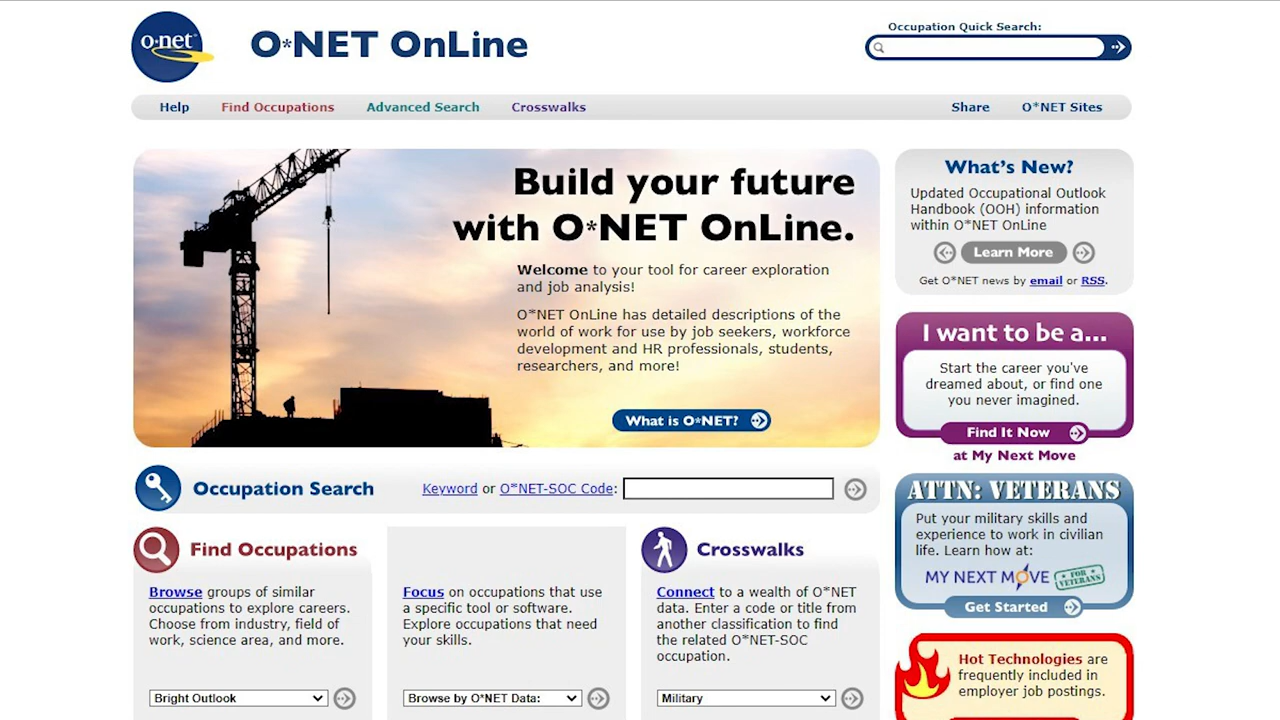 o·net
O*NET OnLine
Occupation Quick Search:
Help
Find Occupations
Advanced Search
Crosswalks
Share
O*NET Sites
Build your future
with O*NET OnLine.
Welcome to your tool for career exploration
and job analysis!
O*NET OnLine has detailed descriptions of the
world of work for use by job seekers, workforce
development and HR professionals, students,
researchers, and more!
What is O*NET?
What's New?
Updated Occupational Outlook
Handbook (OOH) information
within O*NET OnLine
Learn More
Get O*NET news by email or RSS.
I want to be a...
Start the career you've
dreamed about, or find one
you never imagined.
Find It Now
at My Next Move
ATTN: VETERANS
Put your military skills and
experience to work in civilian
life. Learn how at:
MY NEXT MOVE
FOR
VETERANS
Get Started
Hot Technologies are
frequently included in
employer job postings.
Occupation Search
Keyword or O*NET-SOC Code:
Find Occupations
Browse groups of similar
occupations to explore careers.
Choose from industry, field of
work, science area, and more.
Bright Outlook
Focus on occupations that use
a specific tool or software.
Explore occupations that need
your skills.
Browse by O*NET Data:
Crosswalks
Connect to a wealth of O*NET
data. Enter a code or title from
another classification to find
the related O*NET-SOC
occupation.
Military